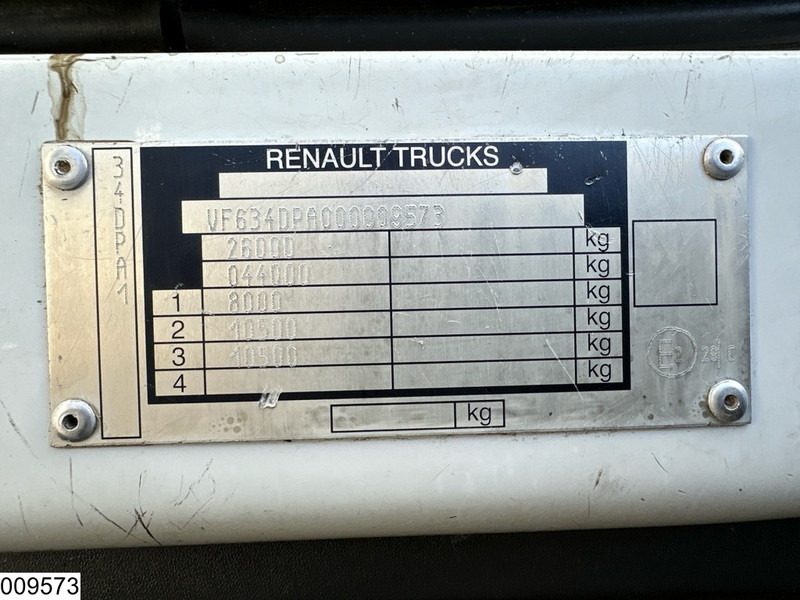 RENAULT TRUCKS
34DPA1
VF634DPA000009573
26000 kg
044000 kg
1 8000 kg
2 10500 kg
3 10500 kg
4 kg
kg
009573